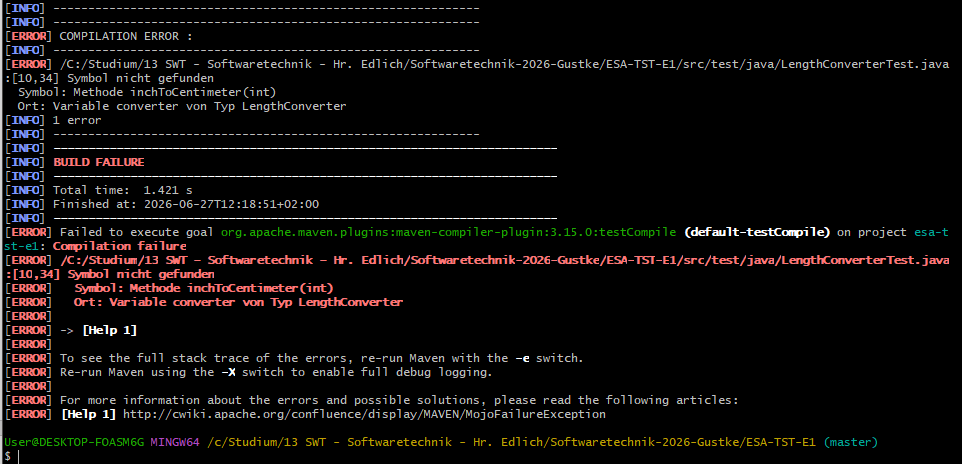 [INFO] -------------------------------------------------------------
[INFO] -------------------------------------------------------------
[ERROR] COMPILATION ERROR :
[INFO] -------------------------------------------------------------
[ERROR] /C:/Studium/13 SWT - Softwaretechnik - Hr. Edlich/Softwaretechnik-2026-Gustke/ESA-TST-E1/src/test/java/LengthConverterTest.java
:[10,34] Symbol nicht gefunden
  Symbol: Methode inchToCentimeter(int)
  Ort: Variable converter von Typ LengthConverter
[INFO] 1 error
[INFO] -------------------------------------------------------------
[INFO] ------------------------------------------------------------------------
[INFO] BUILD FAILURE
[INFO] ------------------------------------------------------------------------
[INFO] Total time:  1.421 s
[INFO] Finished at: 2026-06-27T12:18:51+02:00
[INFO] ------------------------------------------------------------------------
[ERROR] Failed to execute goal org.apache.maven.plugins:maven-compiler-plugin:3.15.0:testCompile (default-testCompile) on project esa-t
st-e1: Compilation failure
[ERROR] /C:/Studium/13 SWT - Softwaretechnik - Hr. Edlich/Softwaretechnik-2026-Gustke/ESA-TST-E1/src/test/java/LengthConverterTest.java
:[10,34] Symbol nicht gefunden
[ERROR]   Symbol: Methode inchToCentimeter(int)
[ERROR]   Ort: Variable converter von Typ LengthConverter
[ERROR]
[ERROR] -> [Help 1]
[ERROR]
[ERROR] To see the full stack trace of the errors, re-run Maven with the -e switch.
[ERROR] Re-run Maven using the -X switch to enable full debug logging.
[ERROR]
[ERROR] For more information about the errors and possible solutions, please read the following articles:
[ERROR] [Help 1] http://cwiki.apache.org/confluence/display/MAVEN/MojoFailureException
User@DESKTOP-FOASM6G MINGW64 /c/Studium/13 SWT - Softwaretechnik - Hr. Edlich/Softwaretechnik-2026-Gustke/ESA-TST-E1 (master)
$